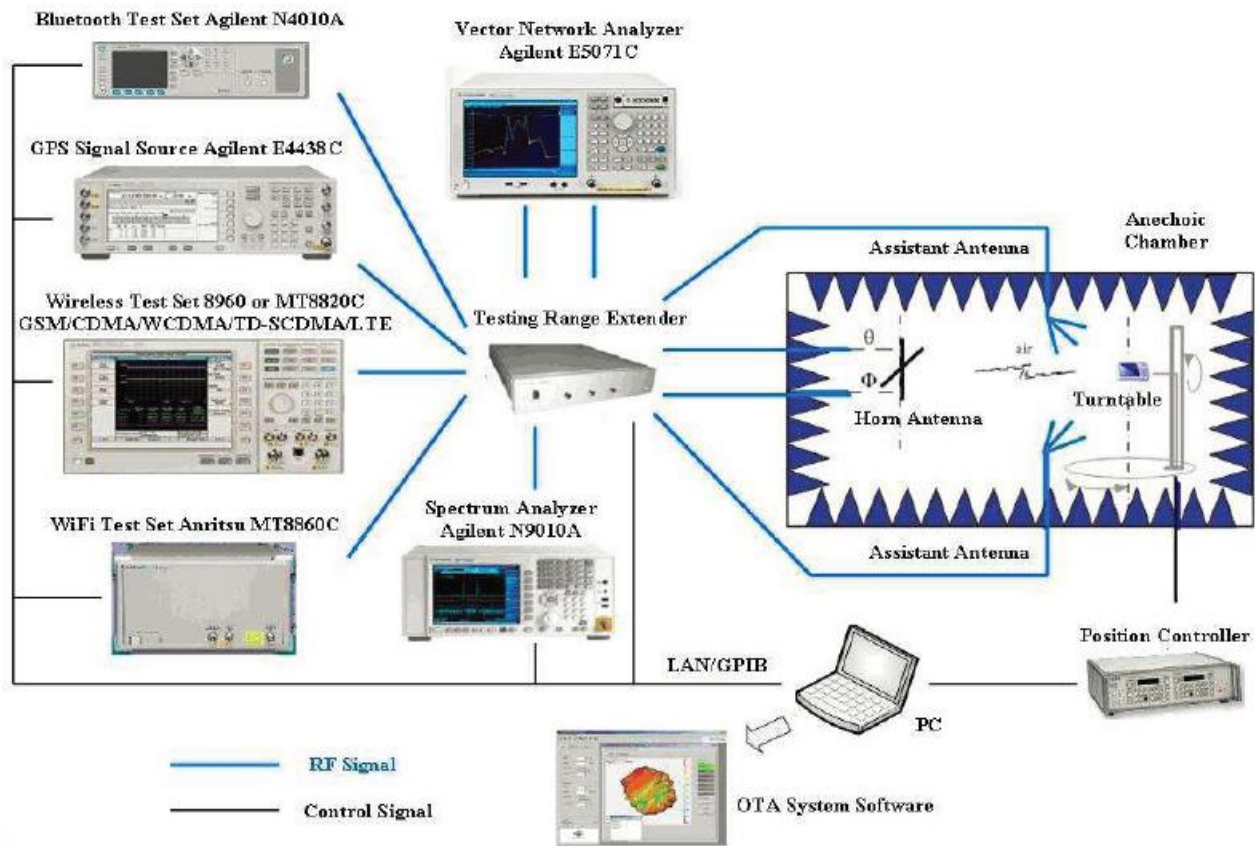 Bluetooth Test Set Agilent N4010A
Vector Network Analyzer
Agilent E5071C
GPS Signal Source Agilent E4438C
Wireless Test Set 8960 or MT8820C
GSM/CDMA/WCDMA/TD-SCDMA/LTE
Testing Range Extender
Assistant Antenna
Anechoic
Chamber
θ
air
Φ
Horn Antenna
Turntable
WiFi Test Set Anritsu MT8860C
Spectrum Analyzer
Agilent N9010A
Assistant Antenna
Position Controller
LAN/GPIB
PC
RF Signal
Control Signal
OTA System Software